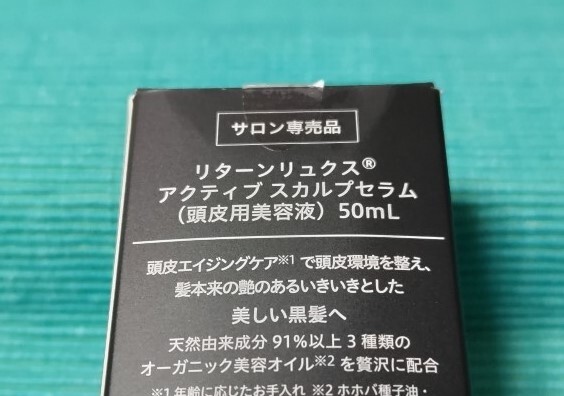 サロン専売品
リターンリュクス®
アクティブ スカルプセラム
（頭皮用美容液）50mL
頭皮エイジングケア※1 で頭皮環境を整え、
髪本来の艶のあるいきいきとした
美しい黒髪へ
天然由来成分 91%以上 3 種類の
オーガニック美容オイル※2 を贅沢に配合
※1 年齢に応じたお手入れ ※2 ホホバ種子油・